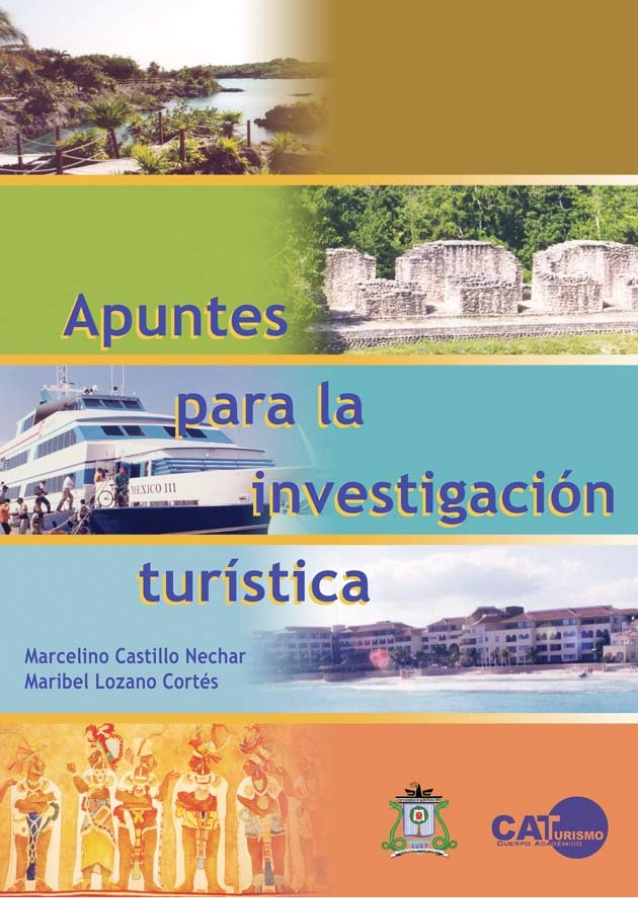 Apuntes
para la
MEXICO III
investigación
turística
Marcelino Castillo Nechar
Maribel Lozano Cortés
CATURISMO
CUERPO ACADÉMICO